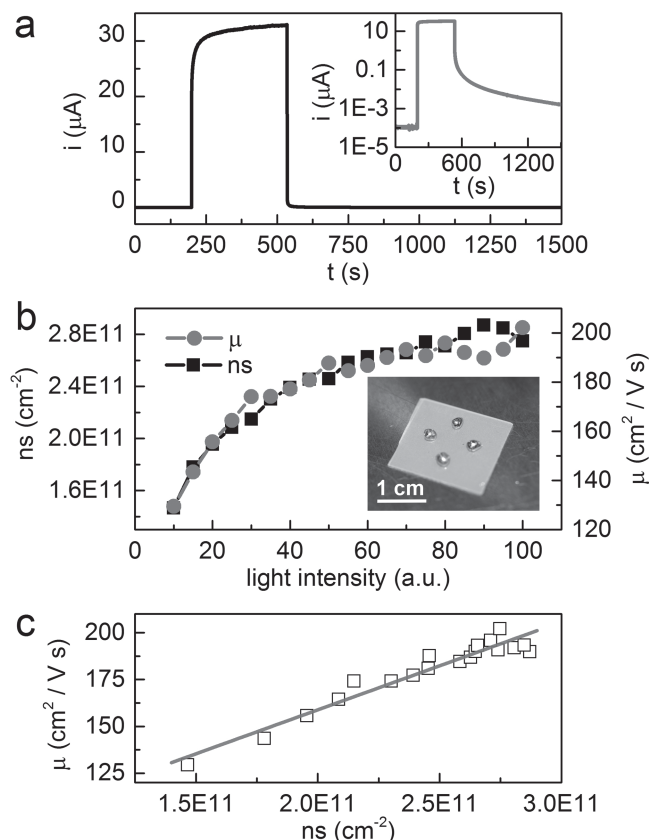 a
30
20
10
0
i (µA)
0 250 500 750 1000 1250 1500
t (s)
10
0.1
1E-3
1E-5
i (µA)
0 600 1200
t (s)
b
2.8E11
2.4E11
2.0E11
1.6E11
ns (cm⁻²)
µ
ns
200
180
160
140
120
µ (cm² / V s)
1 cm
0 20 40 60 80 100
light intensity (a.u.)
c
200
175
150
125
µ (cm² / V s)
1.5E11 2.0E11 2.5E11 3.0E11
ns (cm⁻²)